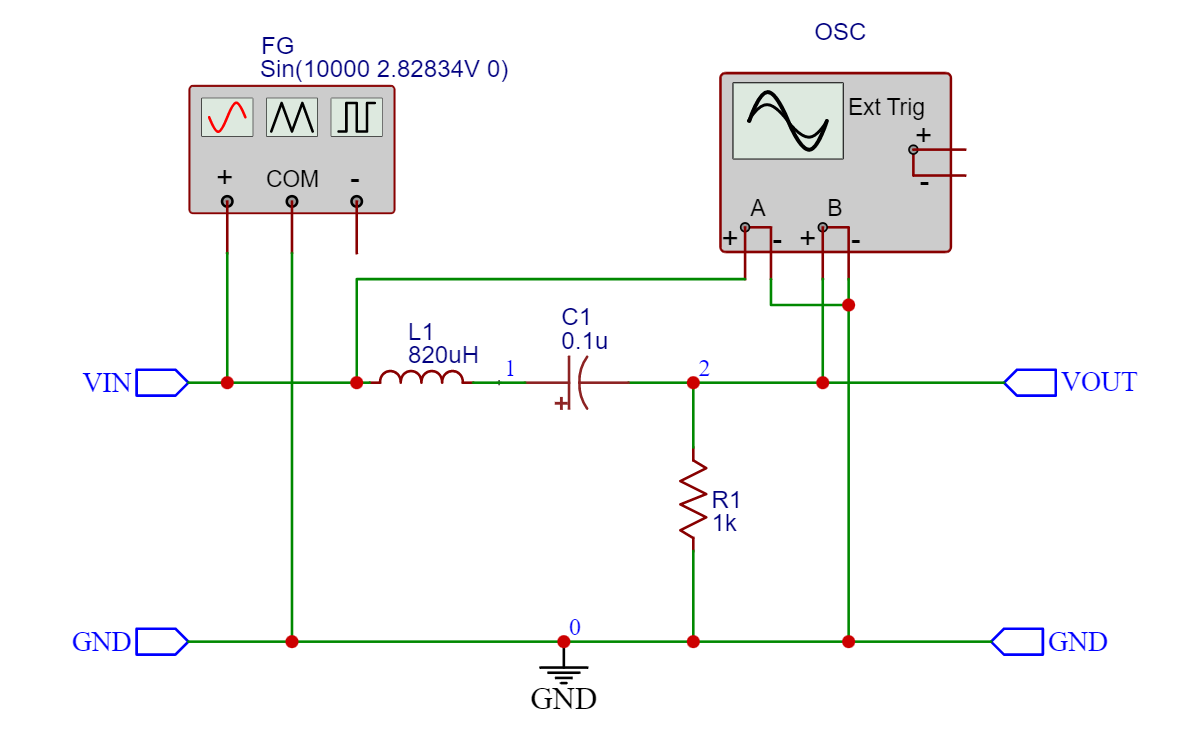 OSC
FG
Sin(10000 2.82834V 0)
Ext Trig
+
-
+ COM -
A B
+ - + -
L1
820uH
C1
0.1u
1
2
+
VIN
VOUT
R1
1k
0
GND
GND
GND